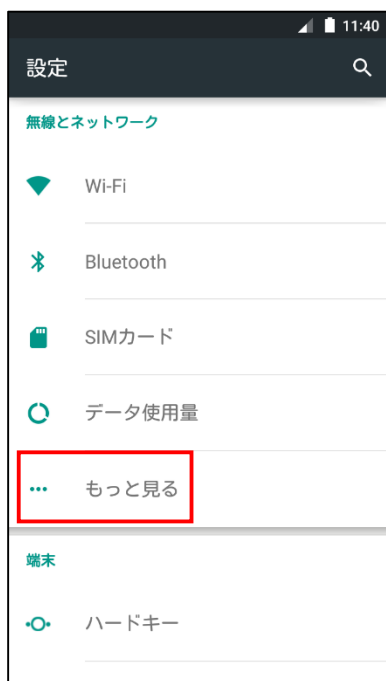 11:40
設定
無線とネットワーク
Wi-Fi
Bluetooth
SIMカード
データ使用量
もっと見る
端末
ハードキー